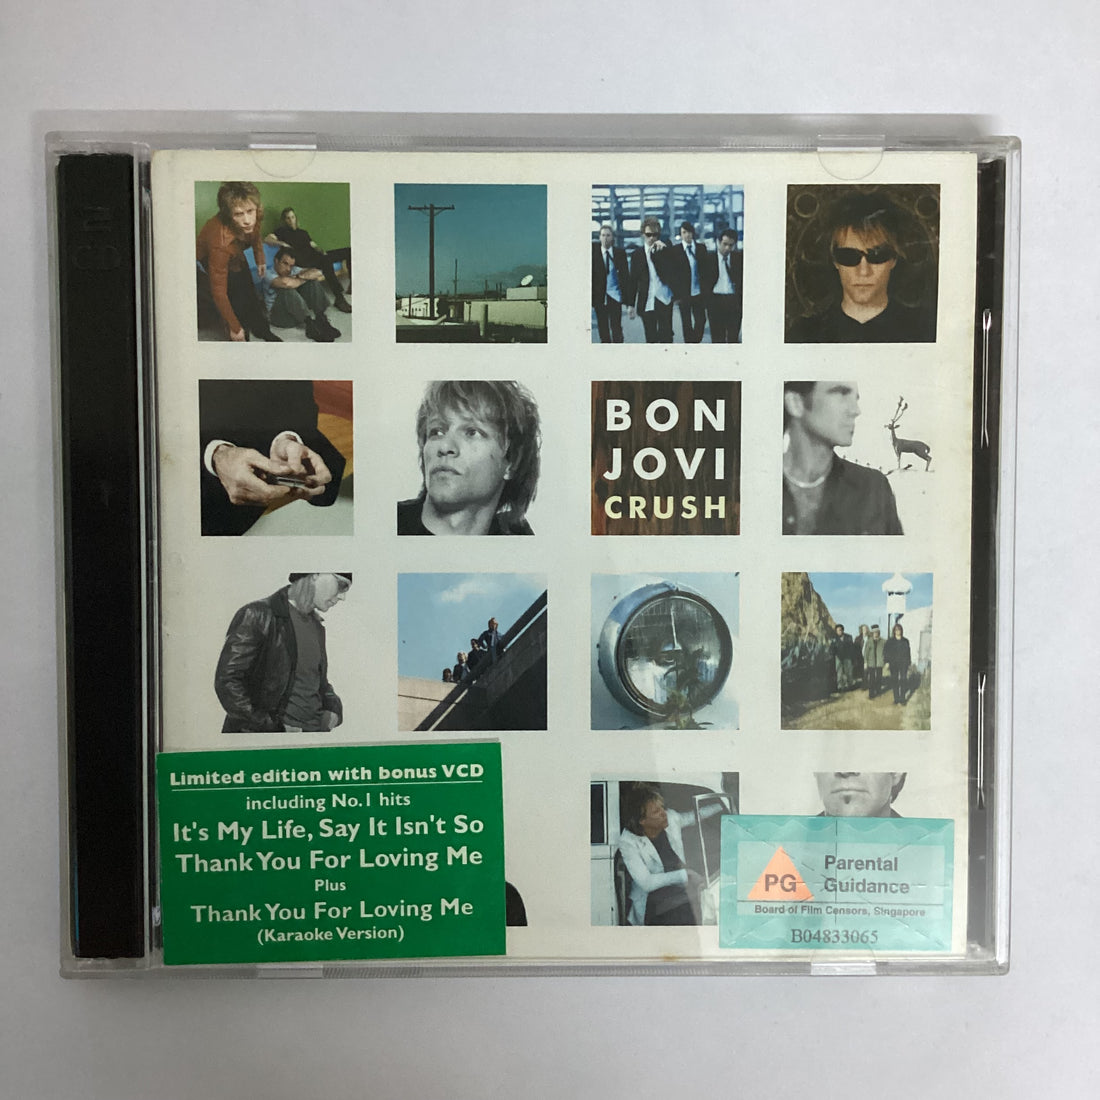 BON
JOVI
CRUSH
Limited edition with bonus VCD
including No.1 hits
It's My Life, Say It Isn't So
Thank You For Loving Me
Plus
Thank You For Loving Me
(Karaoke Version)
PG
Parental
Guidance
Board of Film Censors, Singapore
B04833065